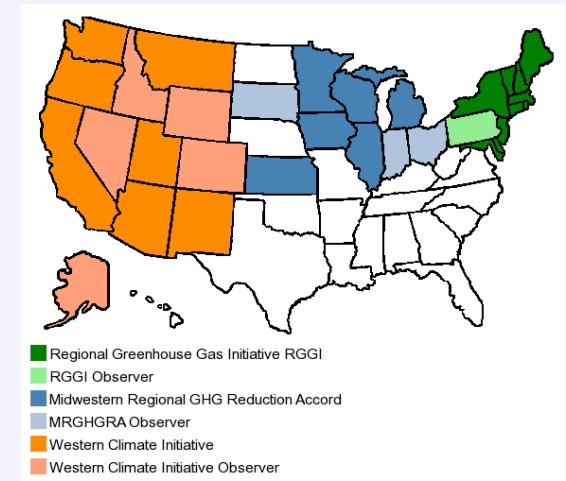 Regional Greenhouse Gas Initiative RGGI
RGGI Observer
Midwestern Regional GHG Reduction Accord
MRGHGRA Observer
Western Climate Initiative
Western Climate Initiative Observer